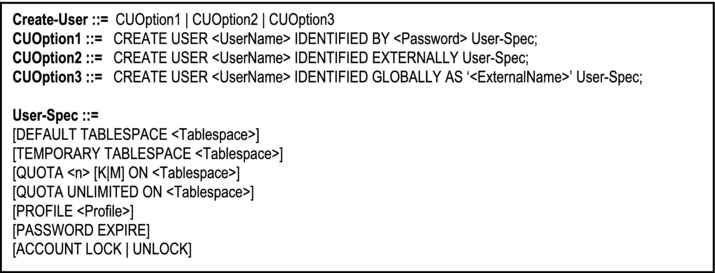 Create-User ::= CUOption1 | CUOption2 | CUOption3
CUOption1 ::= CREATE USER <UserName> IDENTIFIED BY <Password> User-Spec;
CUOption2 ::= CREATE USER <UserName> IDENTIFIED EXTERNALLY User-Spec;
CUOption3 ::= CREATE USER <UserName> IDENTIFIED GLOBALLY AS ‘<ExternalName>’ User-Spec;
User-Spec ::=
[DEFAULT TABLESPACE <Tablespace>]
[TEMPORARY TABLESPACE <Tablespace>]
[QUOTA <n> [K|M] ON <Tablespace>]
[QUOTA UNLIMITED ON <Tablespace>]
[PROFILE <Profile>]
[PASSWORD EXPIRE]
[ACCOUNT LOCK | UNLOCK]